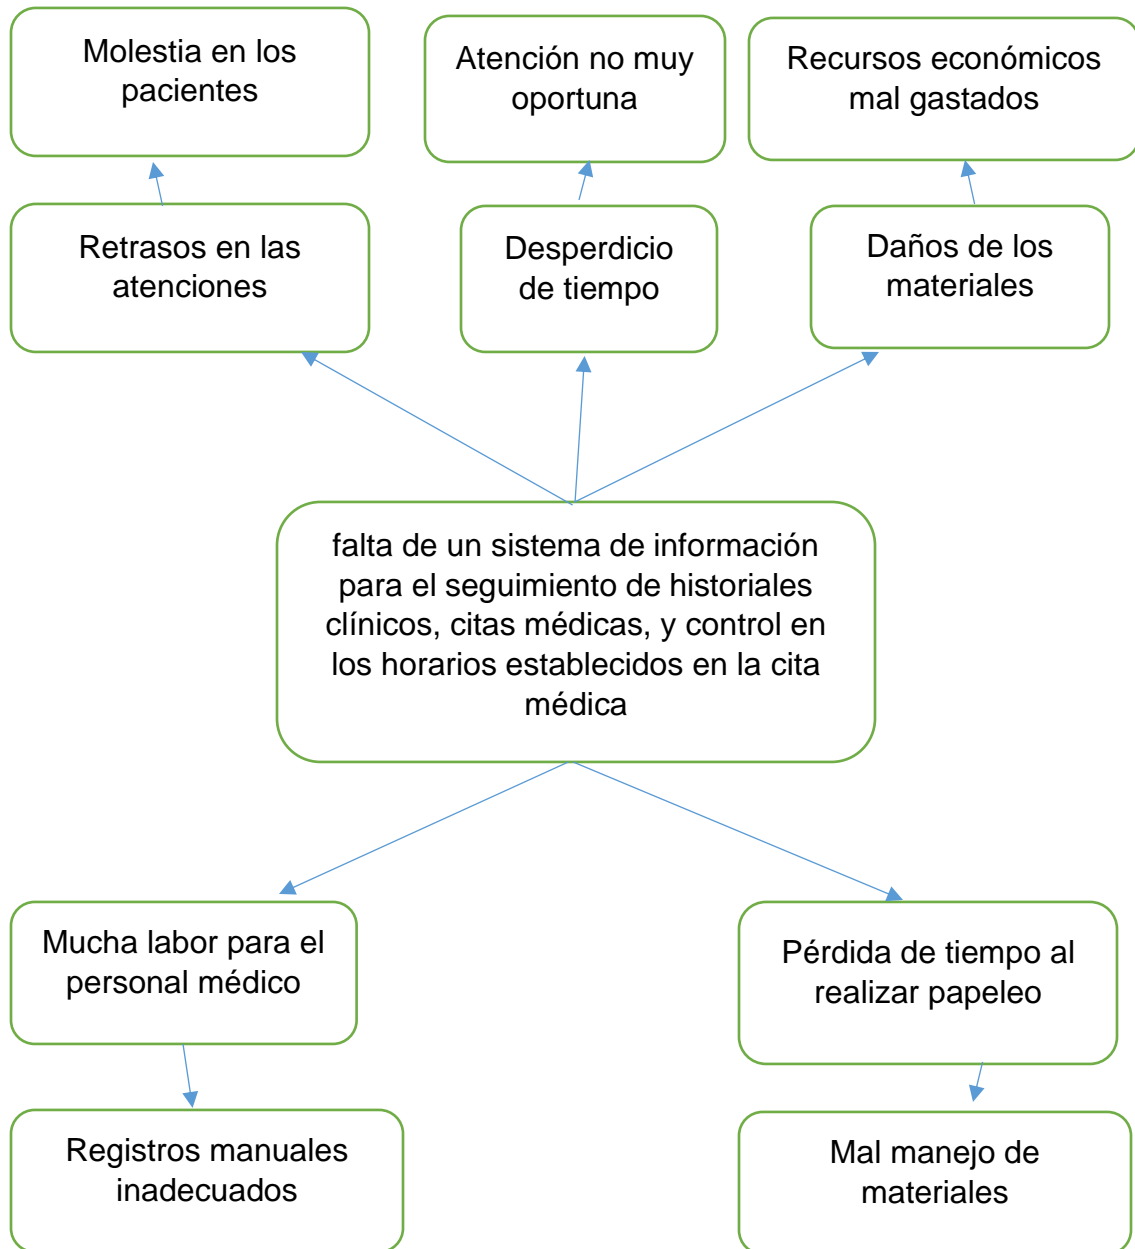 Molestia en los
pacientes
Atención no muy
oportuna
Recursos económicos
mal gastados
Retrasos en las
atenciones
Desperdicio
de tiempo
Daños de los
materiales
falta de un sistema de información
para el seguimiento de historiales
clínicos, citas médicas, y control en
los horarios establecidos en la cita
médica
Mucha labor para el
personal médico
Pérdida de tiempo al
realizar papeleo
Registros manuales
inadecuados
Mal manejo de
materiales